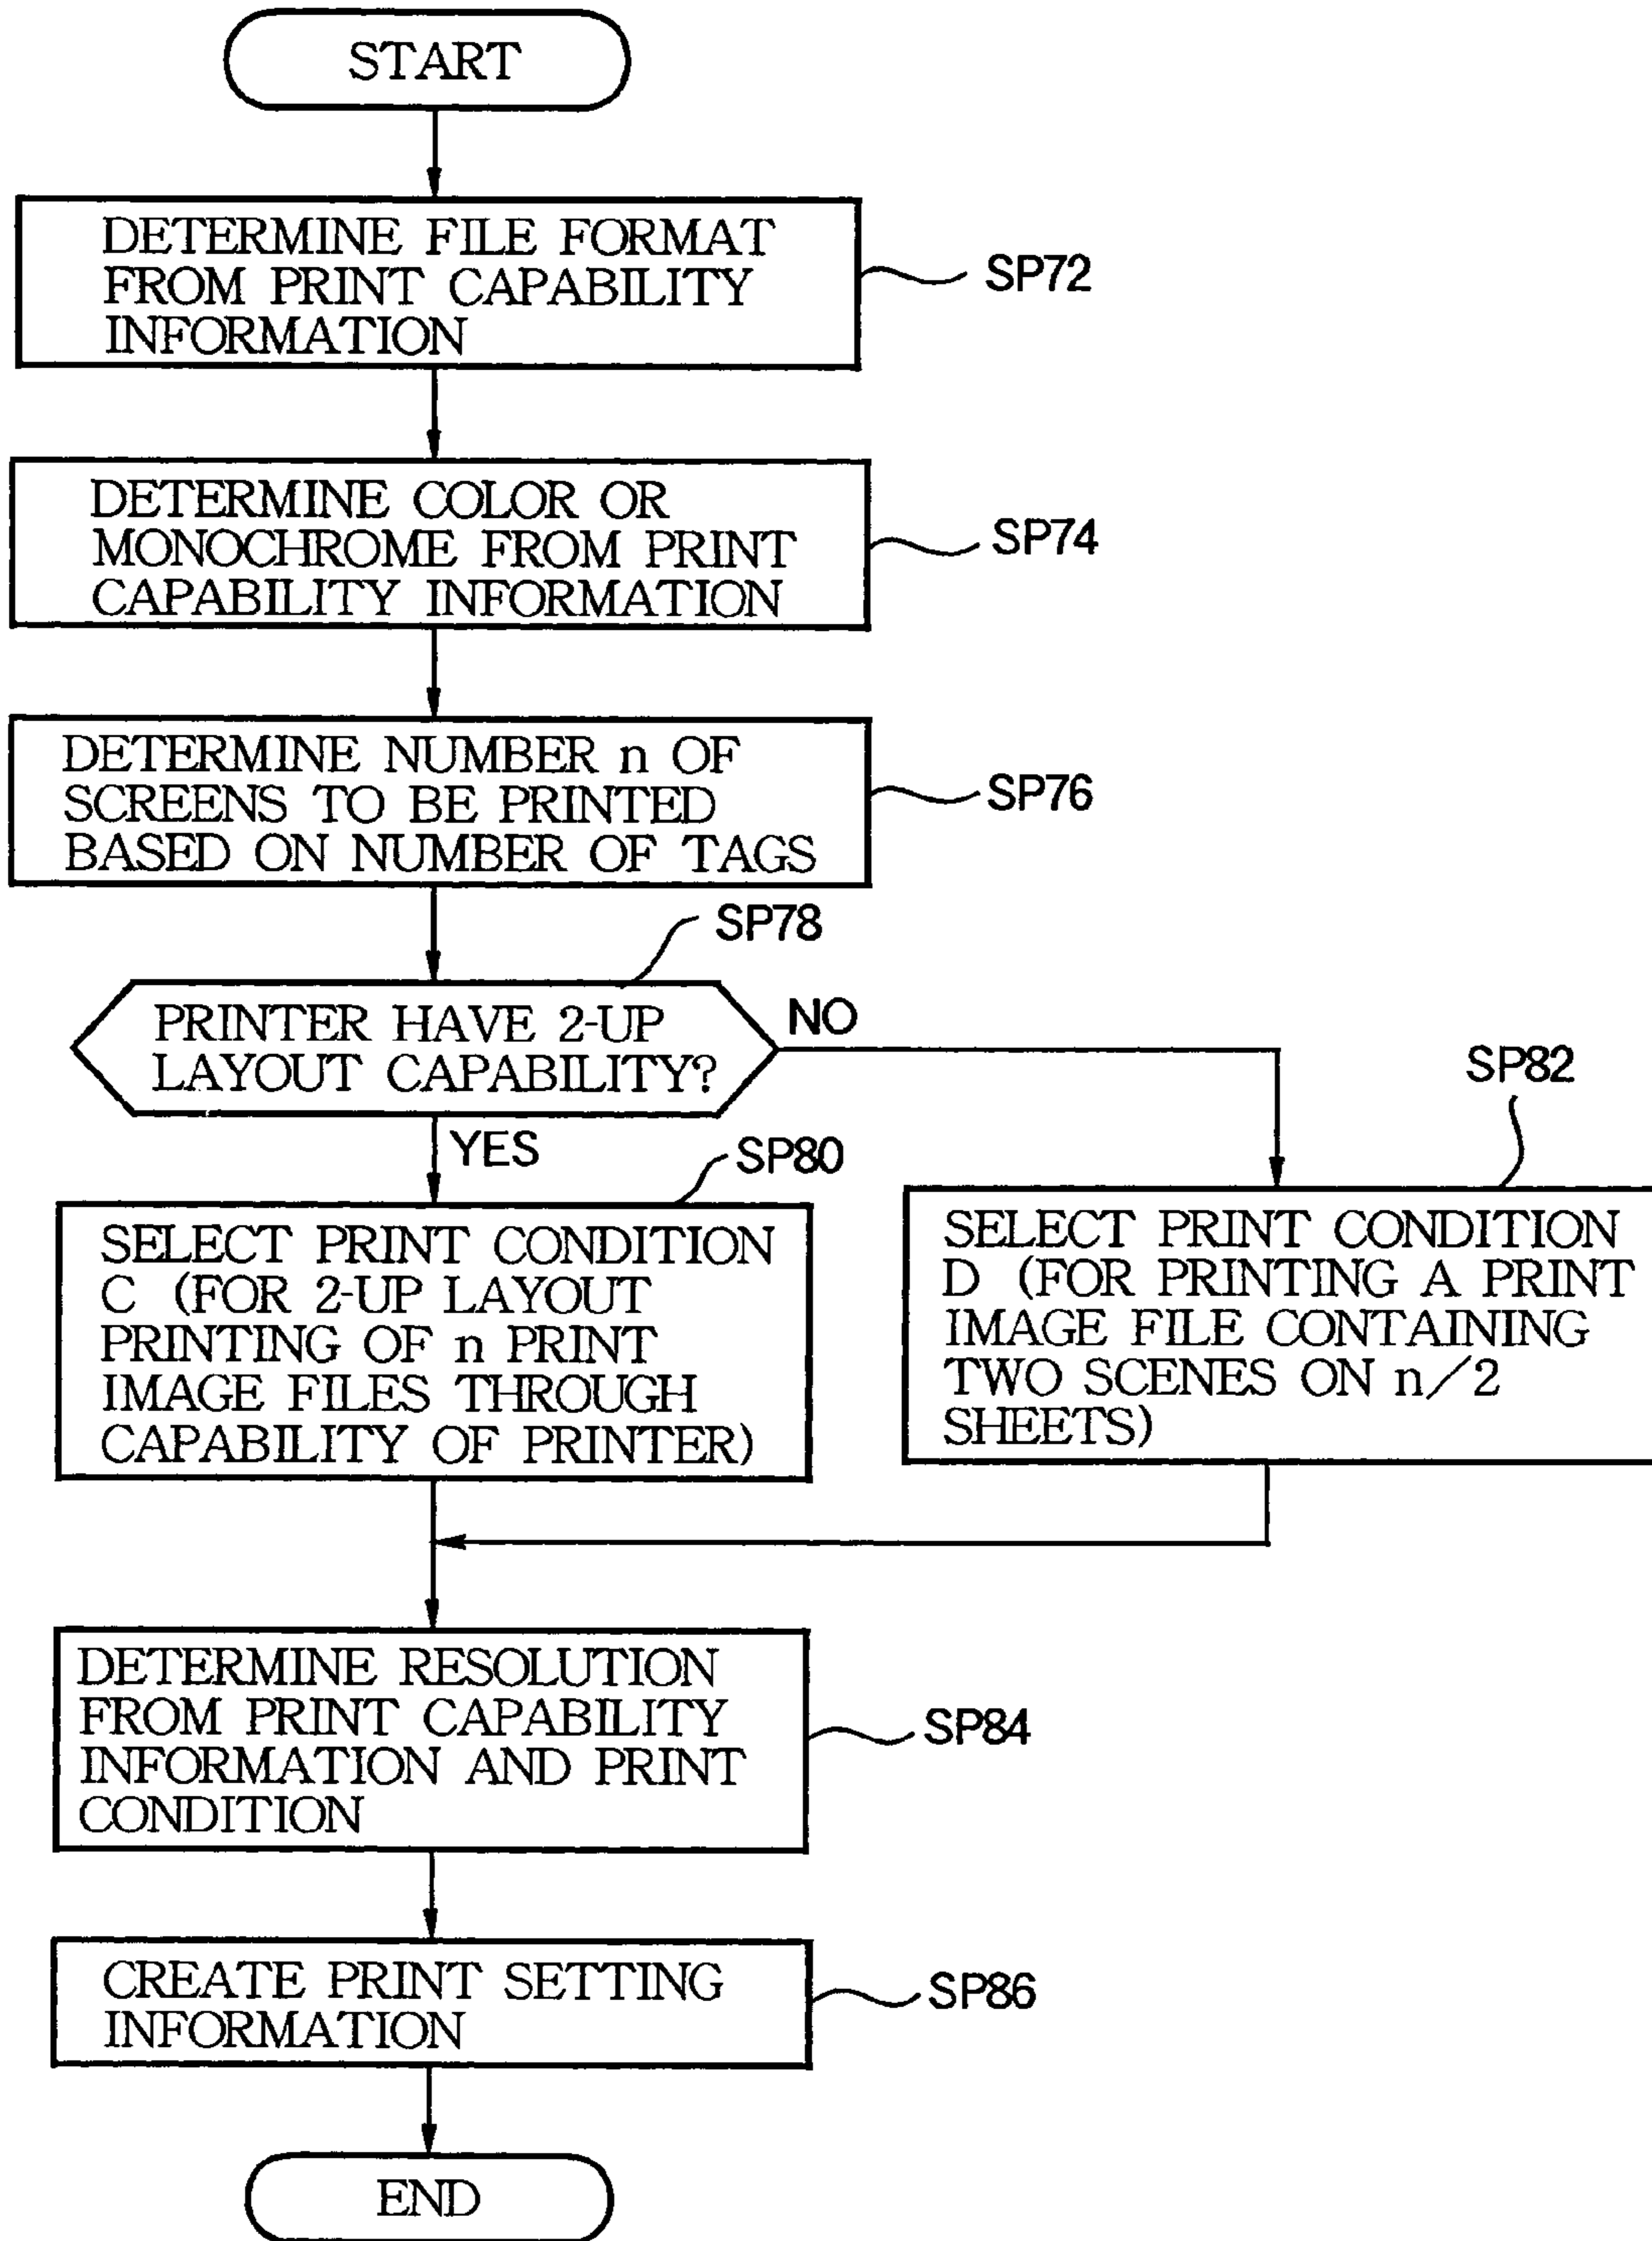 START
DETERMINE FILE FORMAT
FROM PRINT CAPABILITY
INFORMATION
SP72
DETERMINE COLOR OR
MONOCHROME FROM PRINT
CAPABILITY INFORMATION
SP74
DETERMINE NUMBER n OF
SCREENS TO BE PRINTED
BASED ON NUMBER OF TAGS
SP76
SP78
PRINTER HAVE 2-UP
LAYOUT CAPABILITY?
NO
YES
SP80
SELECT PRINT CONDITION
C (FOR 2-UP LAYOUT
PRINTING OF n PRINT
IMAGE FILES THROUGH
CAPABILITY OF PRINTER)
SP82
SELECT PRINT CONDITION
D (FOR PRINTING A PRINT
IMAGE FILE CONTAINING
TWO SCENES ON n/2
SHEETS)
DETERMINE RESOLUTION
FROM PRINT CAPABILITY
INFORMATION AND PRINT
CONDITION
SP84
CREATE PRINT SETTING
INFORMATION
SP86
END